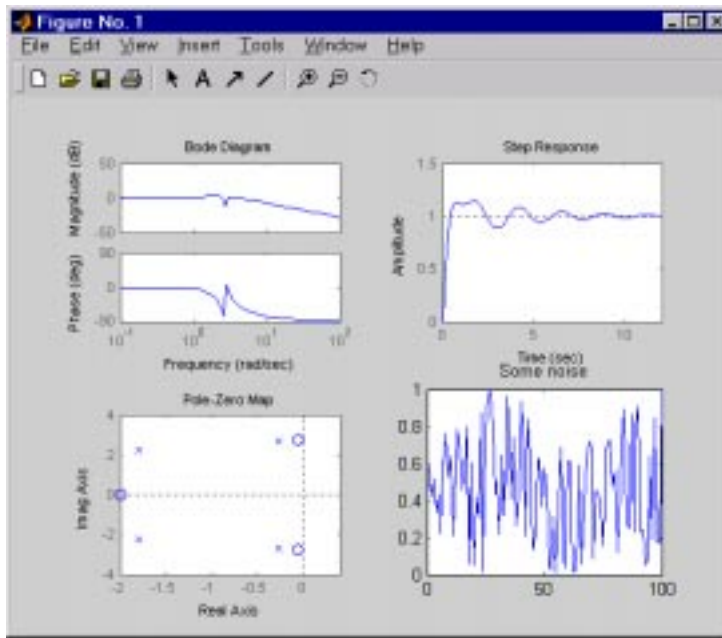 Figure No. 1
File Edit View Insert Tools Window Help
Bode Diagram
Magnitude (dB)
50
0
-50
Phase (deg)
0
-90
Frequency (rad/sec)
Step Response
Amplitude
1.5
1
0.5
0
0 5 10
Time (sec)
Pole-Zero Map
Imag Axis
4
2
0
-2
-4
-2 -1.5 -1 -0.5 0
Real Axis
Some noise
1
0.8
0.6
0.4
0.2
0
0 50 100